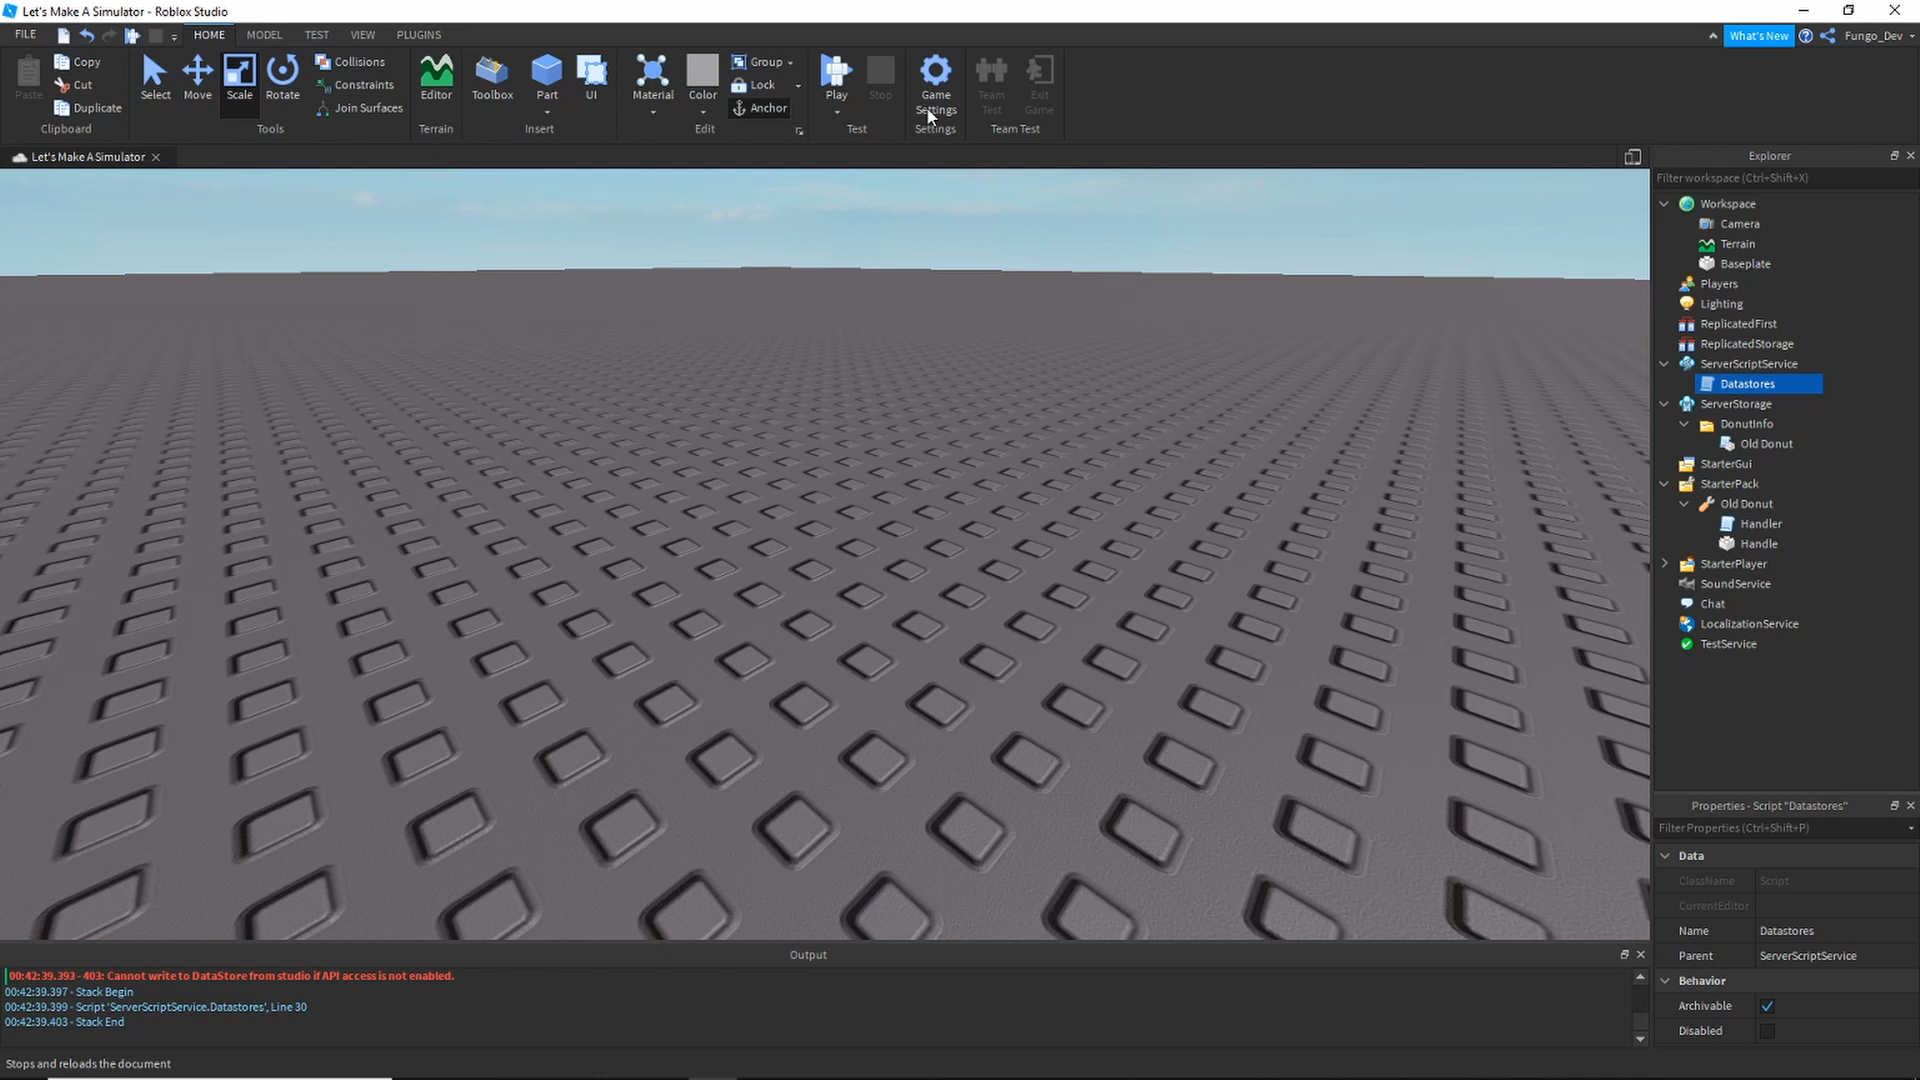 Let's Make A Simulator - Roblox Studio
FILE HOME MODEL TEST VIEW PLUGINS What's New Fungo_Dev
Copy
Cut
Duplicate
Paste
Clipboard
Select Move Scale Rotate
Collisions
Constraints
Join Surfaces
Tools
Editor
Terrain
Toolbox Part UI
Insert
Material Color
Group
Lock
Anchor
Edit
Play Stop
Test
Game
Settings
Settings
Team
Test
Exit
Game
Team Test
Let's Make A Simulator
Explorer
Filter workspace (Ctrl+Shift+X)
Workspace
Camera
Terrain
Baseplate
Players
Lighting
ReplicatedFirst
ReplicatedStorage
ServerScriptService
Datastores
ServerStorage
DonutInfo
Old Donut
StarterGui
StarterPack
Old Donut
Handler
Handle
StarterPlayer
SoundService
Chat
LocalizationService
TestService
Properties - Script "Datastores"
Filter Properties (Ctrl+Shift+P)
Data
ClassName Script
CurrentEditor
Name Datastores
Parent ServerScriptService
Behavior
Archivable
Disabled
Output
00:42:39.393 - 403: Cannot write to DataStore from studio if API access is not enabled.
00:42:39.397 - Stack Begin
00:42:39.399 - Script 'ServerScriptService.Datastores', Line 30
00:42:39.403 - Stack End
Stops and reloads the document